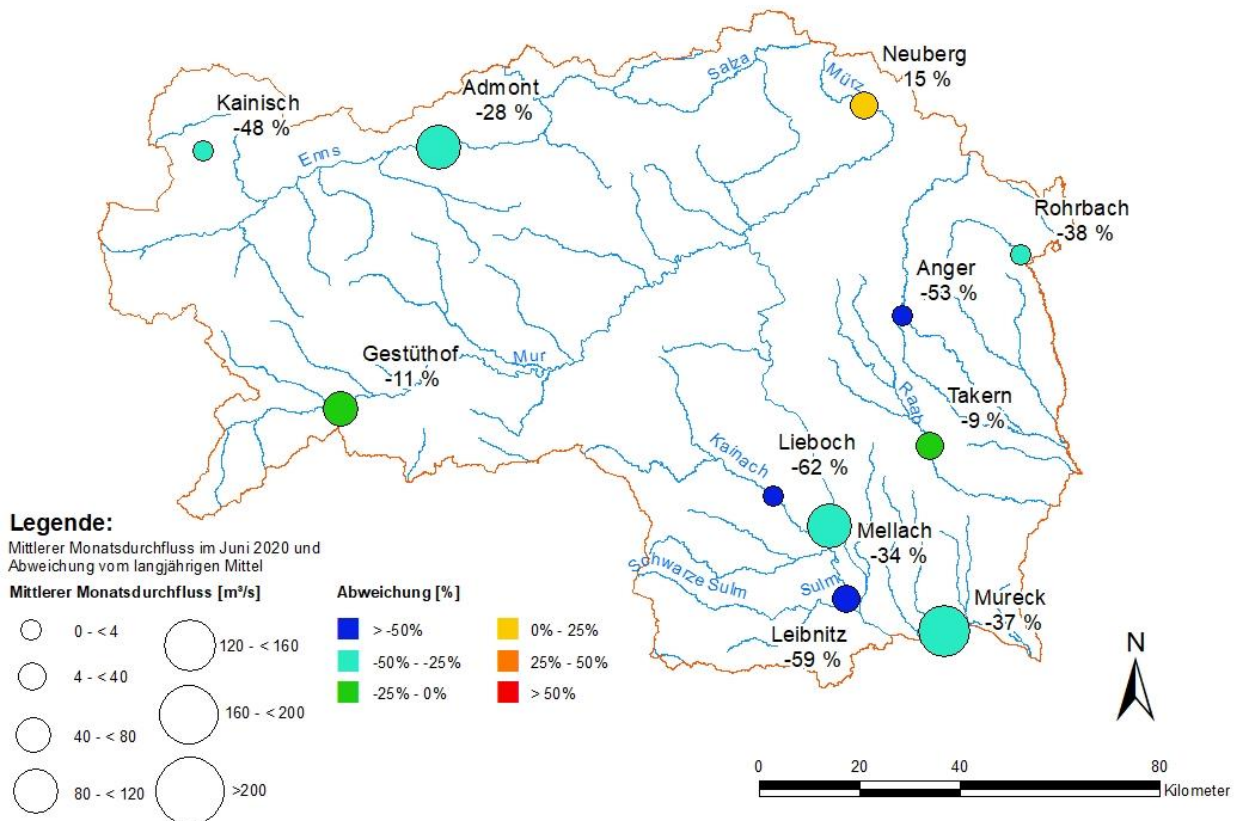 Neuberg
15 %
Salza
Mürz
Admont
-28 %
Kainisch
-48 %
Enns
Rohrbach
-38 %
Anger
-53 %
Gestüthof
-11 %
Mur
Takern
-9 %
Raab
Lieboch
-62 %
Kainach
Mellach
-34 %
Schwarze Sulm
Sulm
Mureck
-37 %
Leibnitz
-59 %
Legende:
Mittlerer Monatsdurchfluss im Juni 2020 und
Abweichung vom langjährigen Mittel
Mittlerer Monatsdurchfluss [m³/s]
0 - < 4
4 - < 40
40 - < 80
80 - < 120
120 - < 160
160 - < 200
>200
Abweichung [%]
> -50%
-50% - -25%
-25% - 0%
0% - 25%
25% - 50%
> 50%
N
0 20 40 80
Kilometer